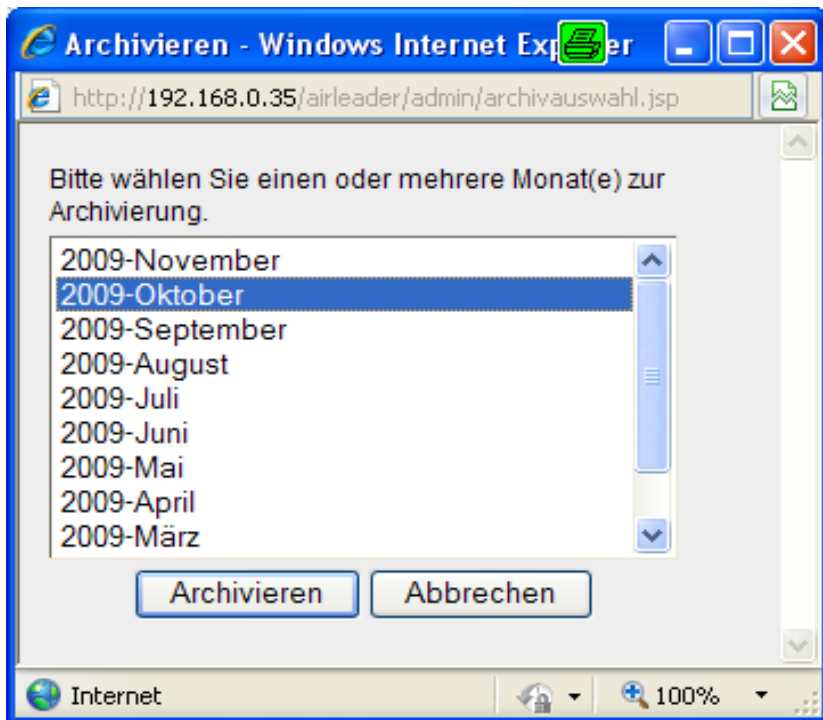 Archivieren - Windows Internet Exp er
http://192.168.0.35/airleader/admin/archivauswahl.jsp
Bitte wählen Sie einen oder mehrere Monat(e) zur
Archivierung.
2009-November
2009-Oktober
2009-September
2009-August
2009-Juli
2009-Juni
2009-Mai
2009-April
2009-März
Archivieren Abbrechen
Internet 100%